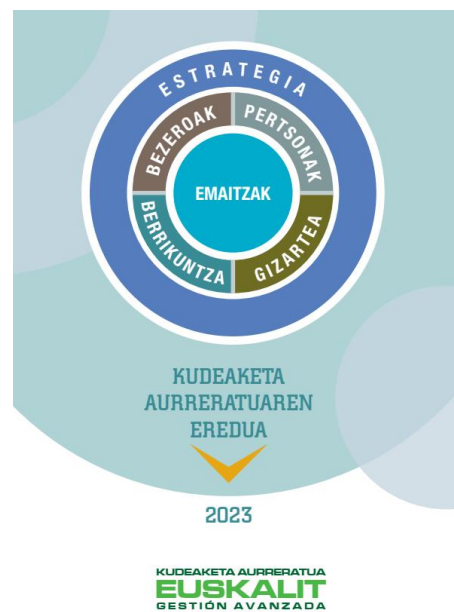 ESTRATEGIA
BEZEROAK
PERTSONAK
EMAITZAK
BERRIKUNTZA
GIZARTEA
KUDEAKETA
AURRERATUAREN
EREDUA
2023
KUDEAKETA AURRERATUA
EUSKALIT
GESTIÓN AVANZADA